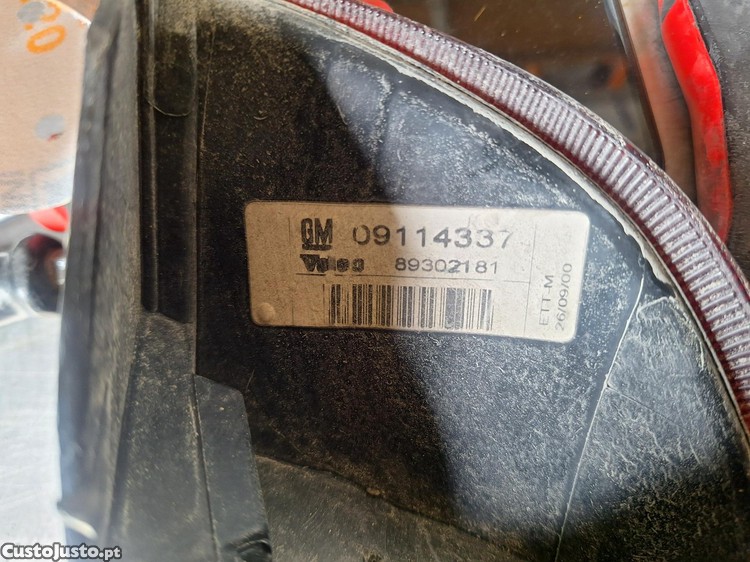 GM 09114337
Valeo 89302181
ETT-M
26/09/00
CustoJusto.pt